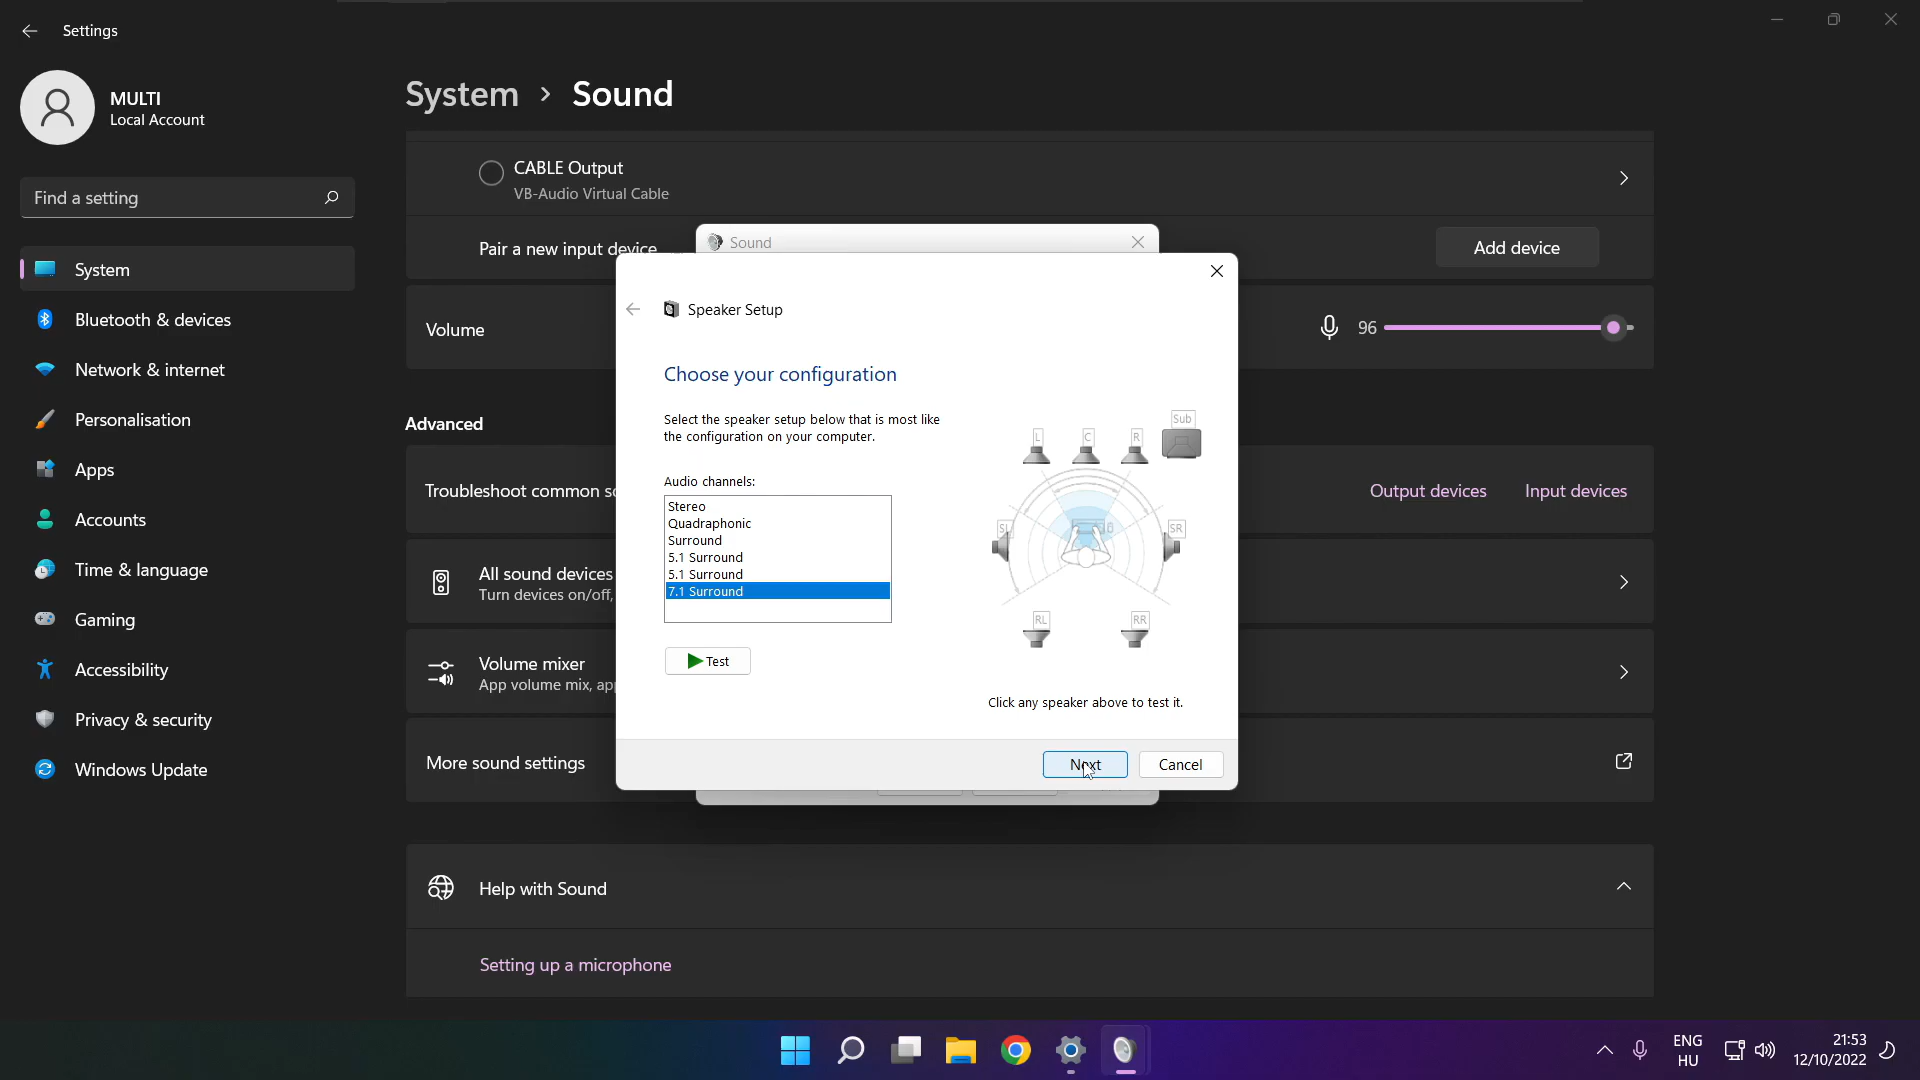 Settings
MULTI
Local Account
Find a setting
System
Bluetooth & devices
Network & internet
Personalisation
Apps
Accounts
Time & language
Gaming
Accessibility
Privacy & security
Windows Update
System > Sound
CABLE Output
VB-Audio Virtual Cable
Pair a new input device
Add device
Volume
96
Advanced
Troubleshoot common
Output devices
Input devices
All sound devices
Turn devices on/off,
Volume mixer
App volume mix,
More sound settings
Help with Sound
Setting up a microphone
Sound
Speaker Setup
Choose your configuration
Select the speaker setup below that is most like
the configuration on your computer.
Audio channels:
Stereo
Quadraphonic
Surround
5.1 Surround
5.1 Surround
7.1 Surround
Test
L
C
R
Sub
SL
SR
RL
RR
Click any speaker above to test it.
Next
Cancel
ENG
HU
21:53
12/10/2022